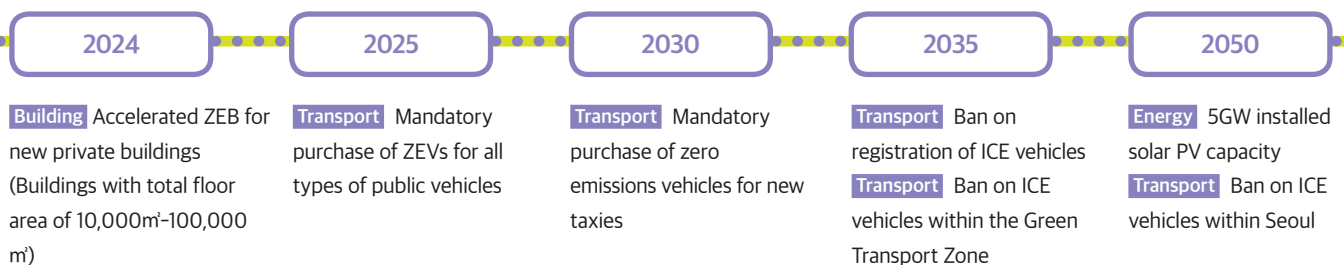 2024
2025
2030
2035
2050
Building Accelerated ZEB for
new private buildings
(Buildings with total floor
area of 10,000㎡-100,000
㎡)
Transport Mandatory
purchase of ZEVs for all
types of public vehicles
Transport Mandatory
purchase of zero
emissions vehicles for new
taxies
Transport Ban on
registration of ICE vehicles
Transport Ban on ICE
vehicles within the Green
Transport Zone
Energy 5GW installed
solar PV capacity
Transport Ban on ICE
vehicles within Seoul